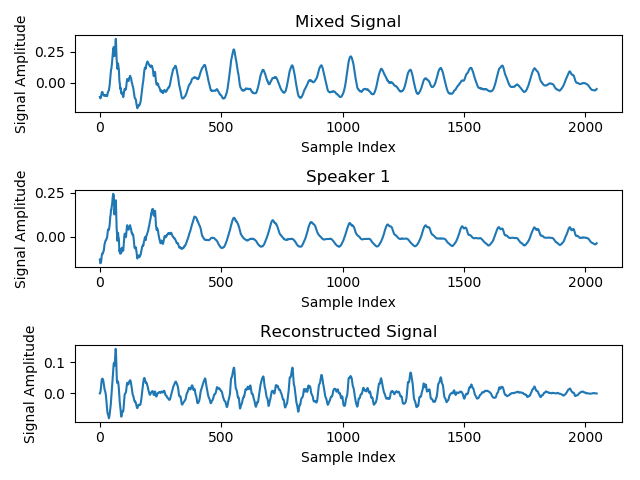 Mixed Signal
Signal Amplitude
0.25
0.00
0
500
1000
1500
2000
Sample Index
Speaker 1
Signal Amplitude
0.25
0.00
0
500
1000
1500
2000
Sample Index
Reconstructed Signal
Signal Amplitude
0.1
0.0
0
500
1000
1500
2000
Sample Index